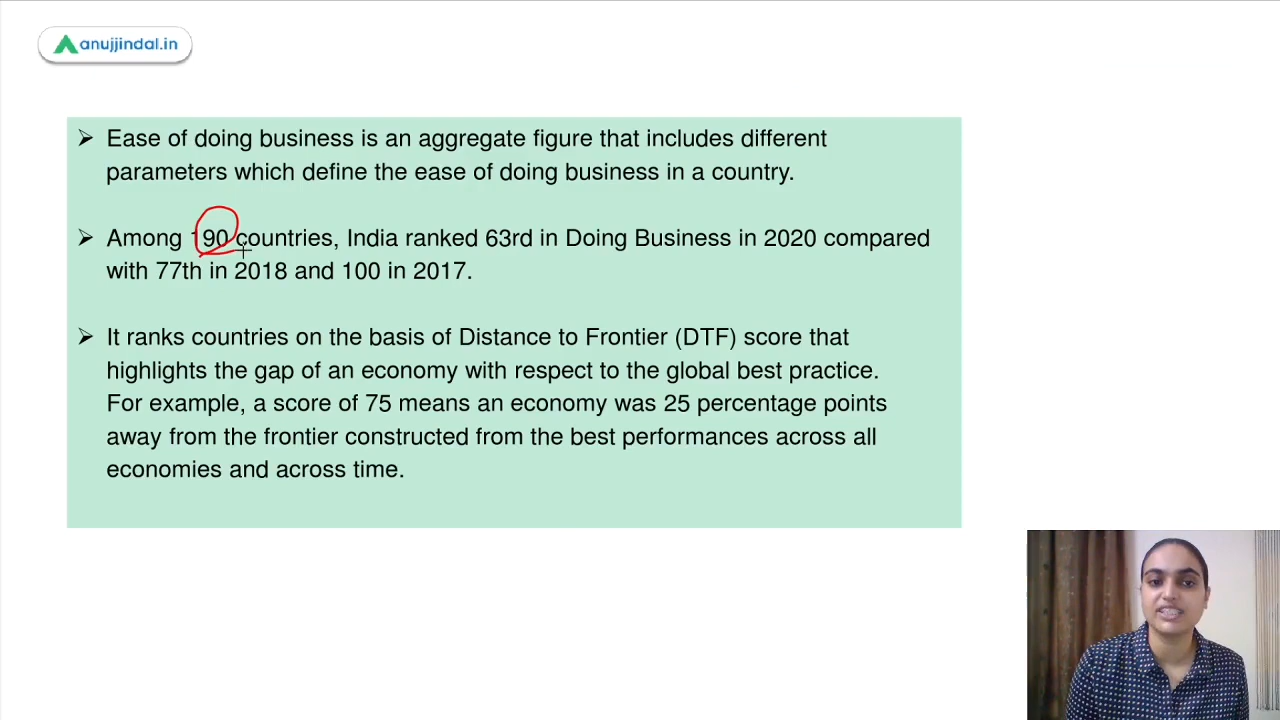 anujjindal.in
➢ Ease of doing business is an aggregate figure that includes different
parameters which define the ease of doing business in a country.
➢ Among 190 countries, India ranked 63rd in Doing Business in 2020 compared
with 77th in 2018 and 100 in 2017.
➢ It ranks countries on the basis of Distance to Frontier (DTF) score that
highlights the gap of an economy with respect to the global best practice.
For example, a score of 75 means an economy was 25 percentage points
away from the frontier constructed from the best performances across all
economies and across time.